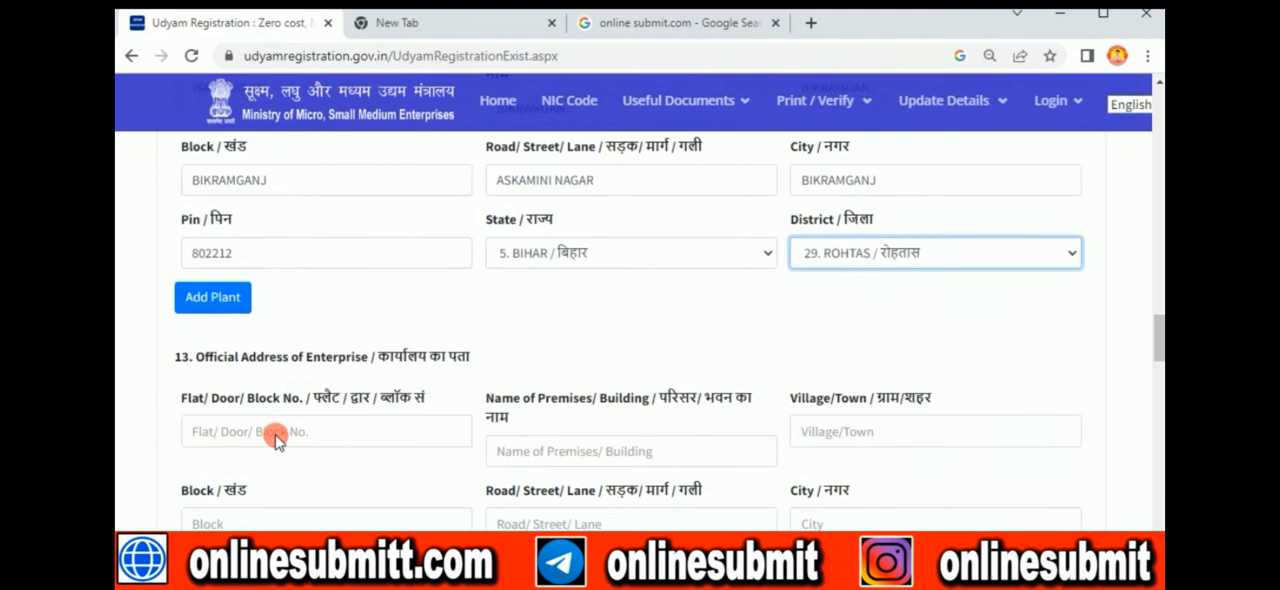 Udyam Registration : Zero cost,
New Tab
online submit.com - Google Sea
udyamregistration.gov.in/UdyamRegistrationExist.aspx
सूक्ष्म, लघु और मध्यम उद्यम मंत्रालय
Ministry of Micro, Small Medium Enterprises
Home NIC Code Useful Documents Print / Verify Update Details Login English
Block / खंड Road/ Street/ Lane / सड़क/ मार्ग / गली City / नगर
BIKRAMGANJ ASKAMINI NAGAR BIKRAMGANJ
Pin / पिन State / राज्य District / जिला
802212 5. BIHAR / बिहार 29. ROHTAS / रोहतास
Add Plant
13. Official Address of Enterprise / कार्यालय का पता
Flat/ Door/ Block No. / फ्लैट / द्वार / ब्लॉक सं Name of Premises/ Building / परिसर/ भवन का Village/Town / ग्राम/शहर
नाम
Flat/ Door/ Block No. Village/Town
Name of Premises/ Building
Block / खंड Road/ Street/ Lane / सड़क/ मार्ग / गली City / नगर
Block Road/ Street/ Lane City
onlinesubmitt.com onlinesubmit onlinesubmit